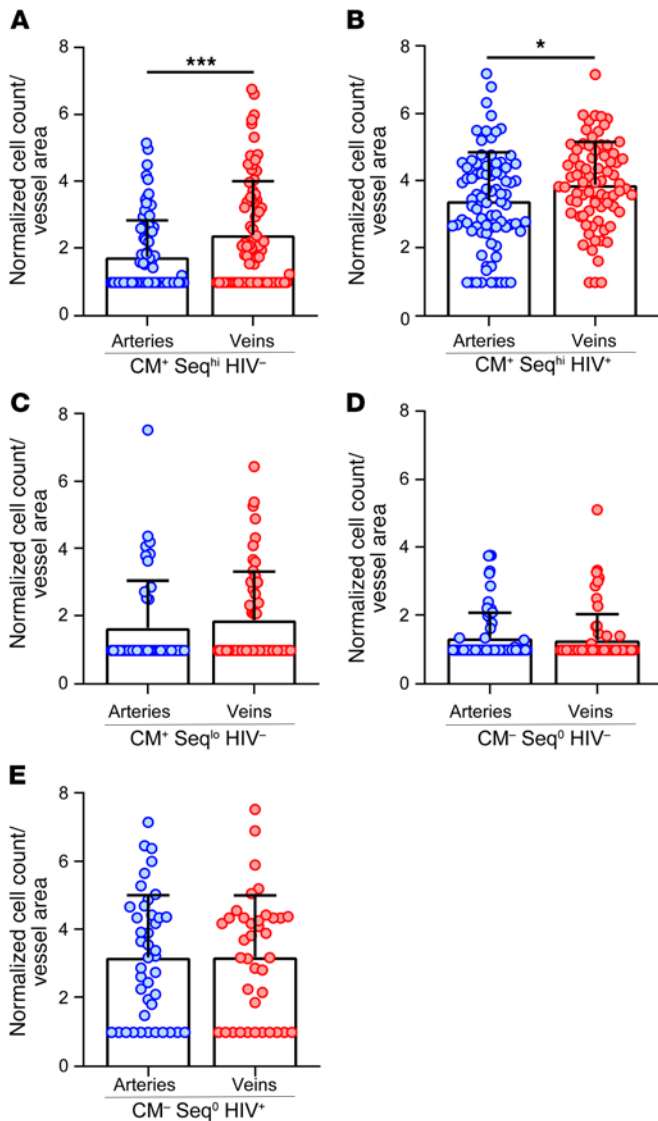 A
Normalized cell count/
vessel area
8
6
4
2
0
***
Arteries Veins
CM⁺ Seqʰⁱ HIV⁻
B
Normalized cell count/
vessel area
8
6
4
2
0
*
Arteries Veins
CM⁺ Seqʰⁱ HIV⁺
C
Normalized cell count/
vessel area
8
6
4
2
0
Arteries Veins
CM⁺ Seqˡᵒ HIV⁻
D
Normalized cell count/
vessel area
8
6
4
2
0
Arteries Veins
CM⁻ Seq⁰ HIV⁻
E
Normalized cell count/
vessel area
8
6
4
2
0
Arteries Veins
CM⁻ Seq⁰ HIV⁺